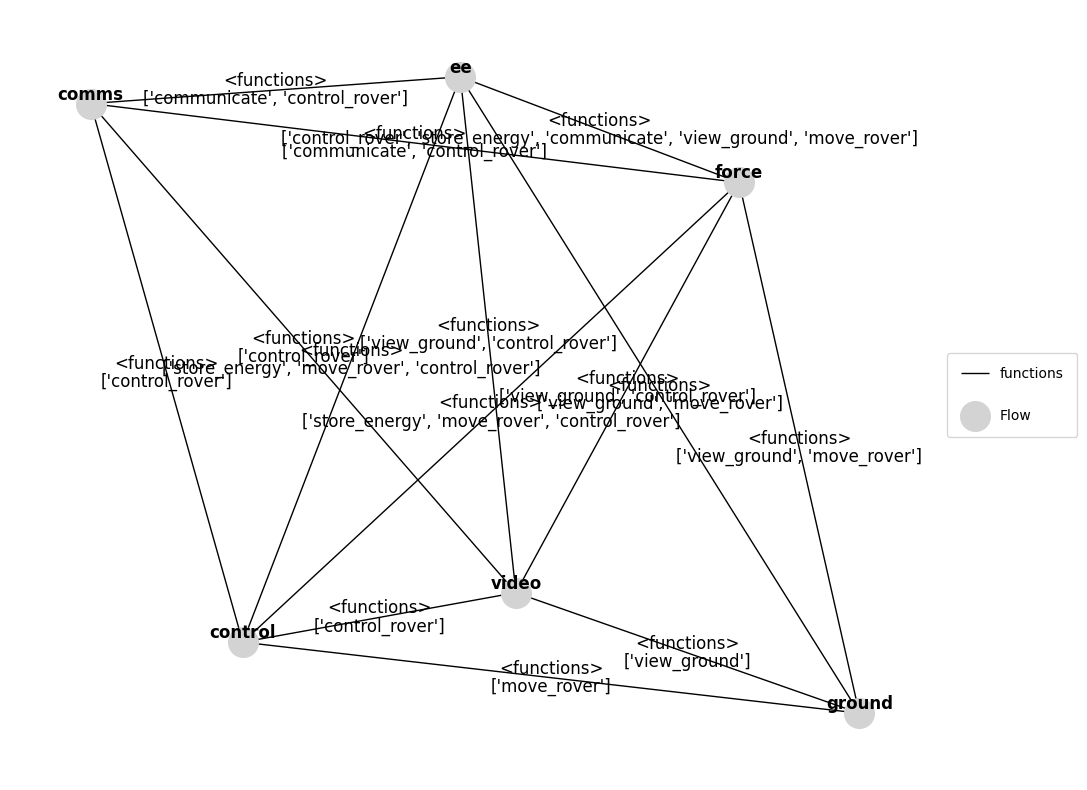 ee
comms
<functions>
['communicate', 'control_rover']
<functions>
['control_rover', 'store_energy', 'communicate', 'view_ground', 'move_rover']
<functions>
['communicate', 'control_rover']
force
<functions>
['view_ground', 'control_rover']
<functions>
['control_rover']
<functions>
['store_energy', 'move_rover', 'control_rover']
<functions>
['control_rover']
<functions>
['view_ground', 'control_rover']
<functions>
['view_ground', 'move_rover']
<functions>
['store_energy', 'move_rover', 'control_rover']
<functions>
['view_ground', 'move_rover']
functions
Flow
video
<functions>
['control_rover']
control
<functions>
['view_ground']
<functions>
['move_rover']
ground